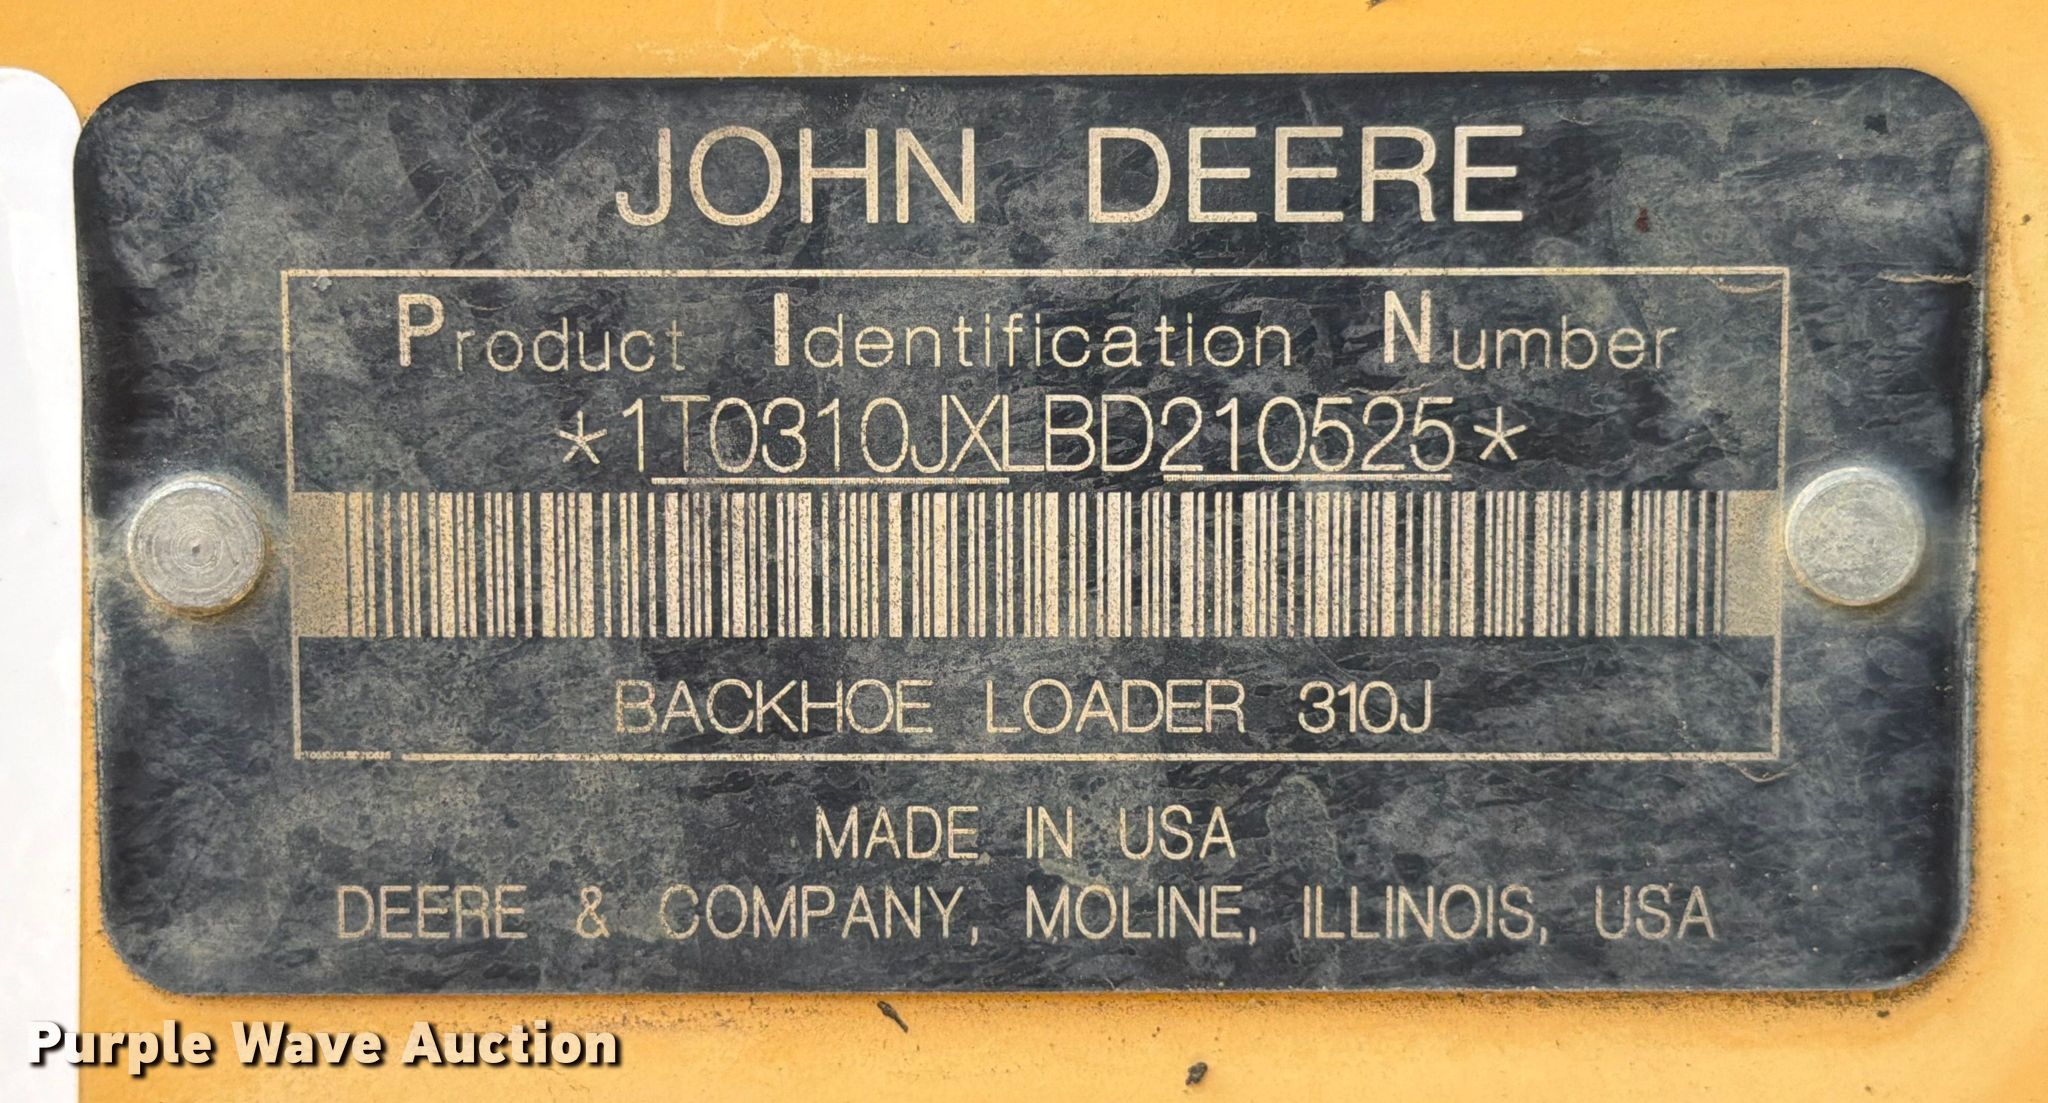 JOHN DEERE
Product Identification Number
*1T0310JXLBD210525*
BACKHOE LOADER 310J
1T0310JXLBD210525
MADE IN USA
DEERE & COMPANY, MOLINE, ILLINOIS, USA
Purple Wave Auction